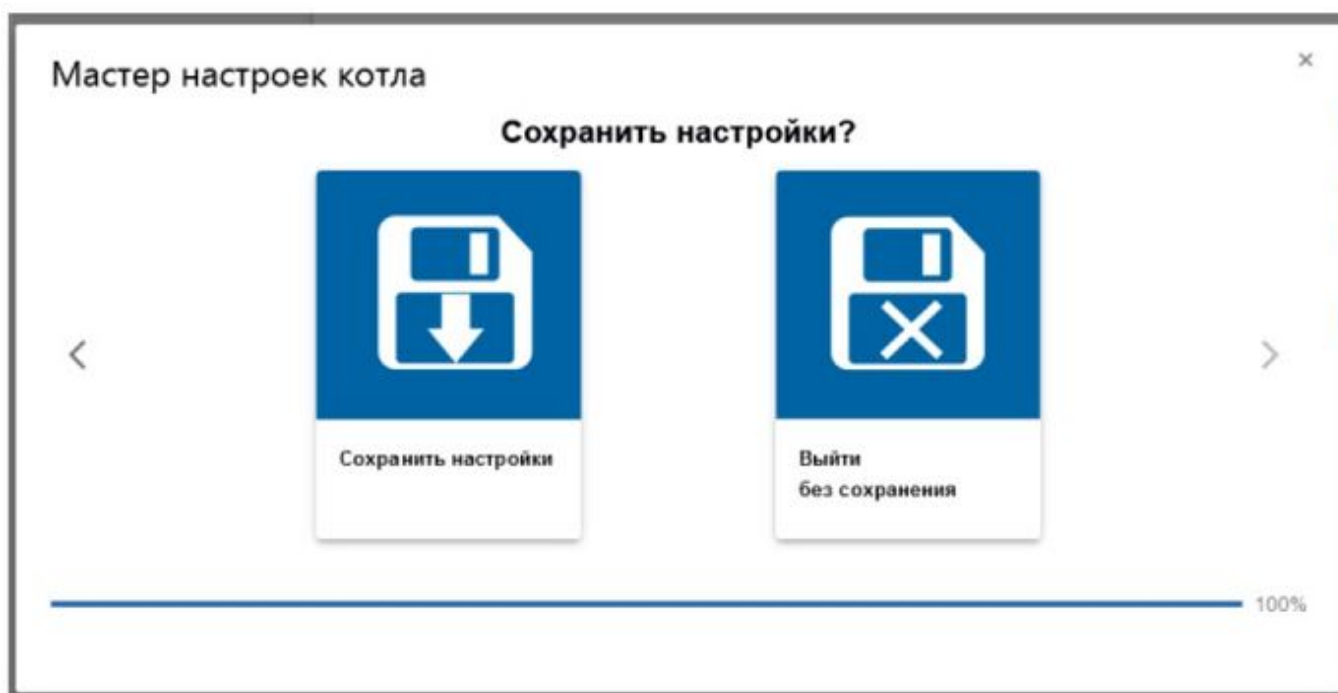 Мастер настроек котла
Сохранить настройки?
Сохранить настройки
Выйти
без сохранения
100%